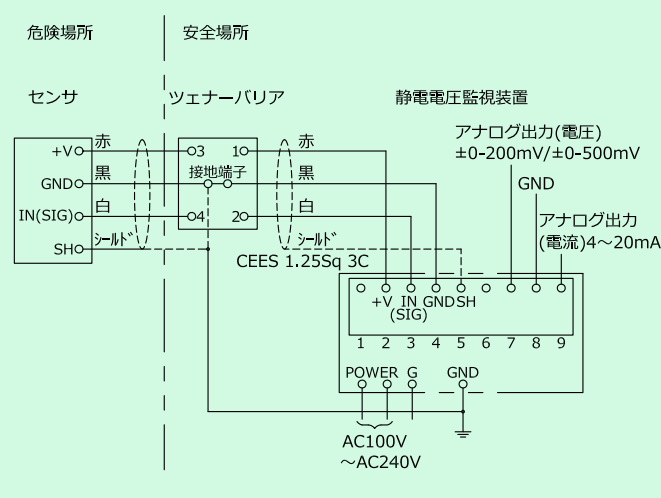 危険場所
安全場所
センサ
ツェナーバリア
静電電圧監視装置
アナログ出力(電圧)
±0-200mV/±0-500mV
GND
アナログ出力
(電流)4～20mA
+V
赤
3
1
赤
GND
黒
接地端子
黒
IN(SIG)
白
4
2
白
SH
シールド
シールド
CEES 1.25Sq 3C
+V IN GND SH
(SIG)
1 2 3 4 5 6 7 8 9
POWER G GND
AC100V
～AC240V